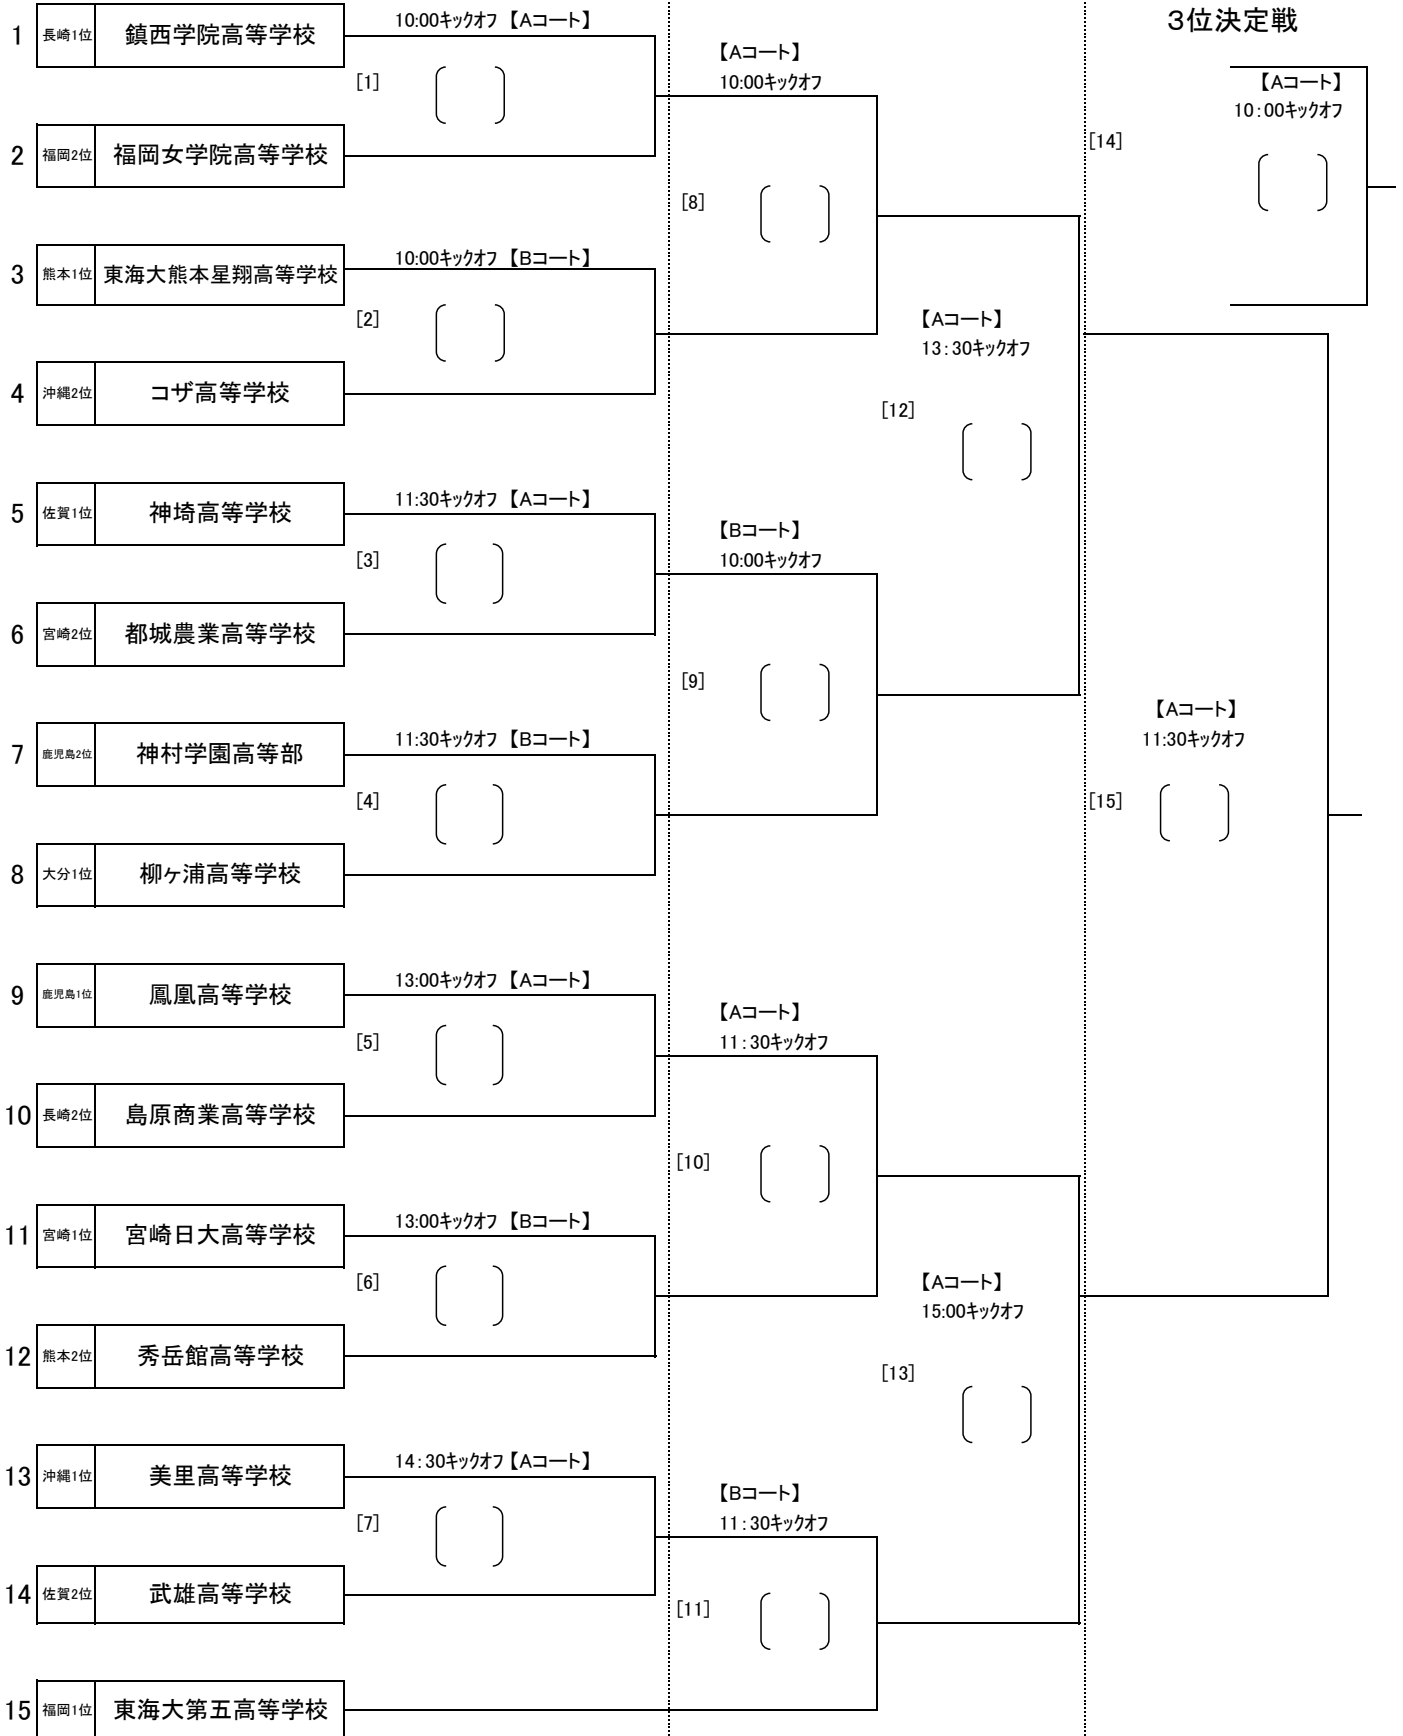 3位決定戦
1 長崎1位 鎮西学院高等学校
10:00キックオフ 【Aコート】
[1]
2 福岡2位 福岡女学院高等学校
3 熊本1位 東海大熊本星翔高等学校
10:00キックオフ 【Bコート】
[2]
4 沖縄2位 コザ高等学校
5 佐賀1位 神埼高等学校
11:30キックオフ 【Aコート】
[3]
6 宮崎2位 都城農業高等学校
7 鹿児島2位 神村学園高等部
11:30キックオフ 【Bコート】
[4]
8 大分1位 柳ヶ浦高等学校
9 鹿児島1位 鳳凰高等学校
13:00キックオフ 【Aコート】
[5]
10 長崎2位 島原商業高等学校
11 宮崎1位 宮崎日大高等学校
13:00キックオフ 【Bコート】
[6]
12 熊本2位 秀岳館高等学校
13 沖縄1位 美里高等学校
14:30キックオフ 【Aコート】
[7]
14 佐賀2位 武雄高等学校
15 福岡1位 東海大第五高等学校
【Aコート】
10:00キックオフ
[8]
【Bコート】
10:00キックオフ
[9]
【Aコート】
11:30キックオフ
[10]
【Bコート】
11:30キックオフ
[11]
【Aコート】
13:30キックオフ
[12]
【Aコート】
15:00キックオフ
[13]
【Aコート】
10:00キックオフ
[14]
【Aコート】
11:30キックオフ
[15]